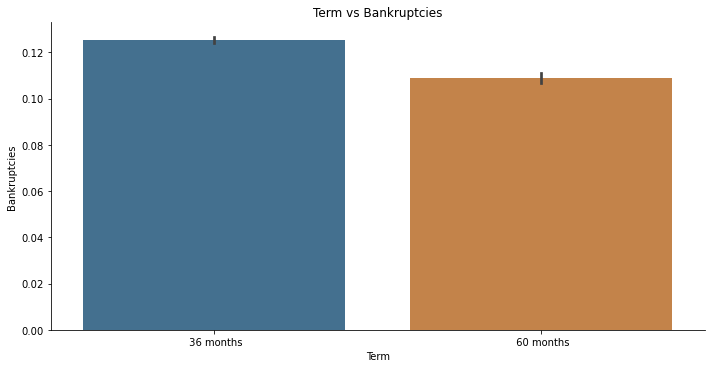 Term vs Bankruptcies
Bankruptcies
0.12
0.10
0.08
0.06
0.04
0.02
0.00
36 months
60 months
Term